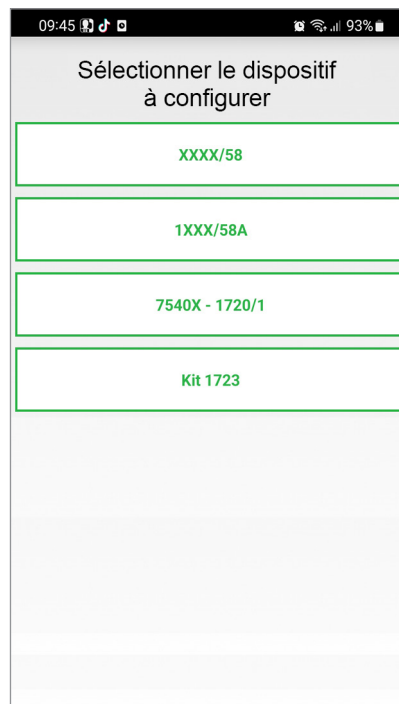 09:45 93%
Sélectionner le dispositif
à configurer
XXXX/58
1XXX/58A
7540X - 1720/1
Kit 1723